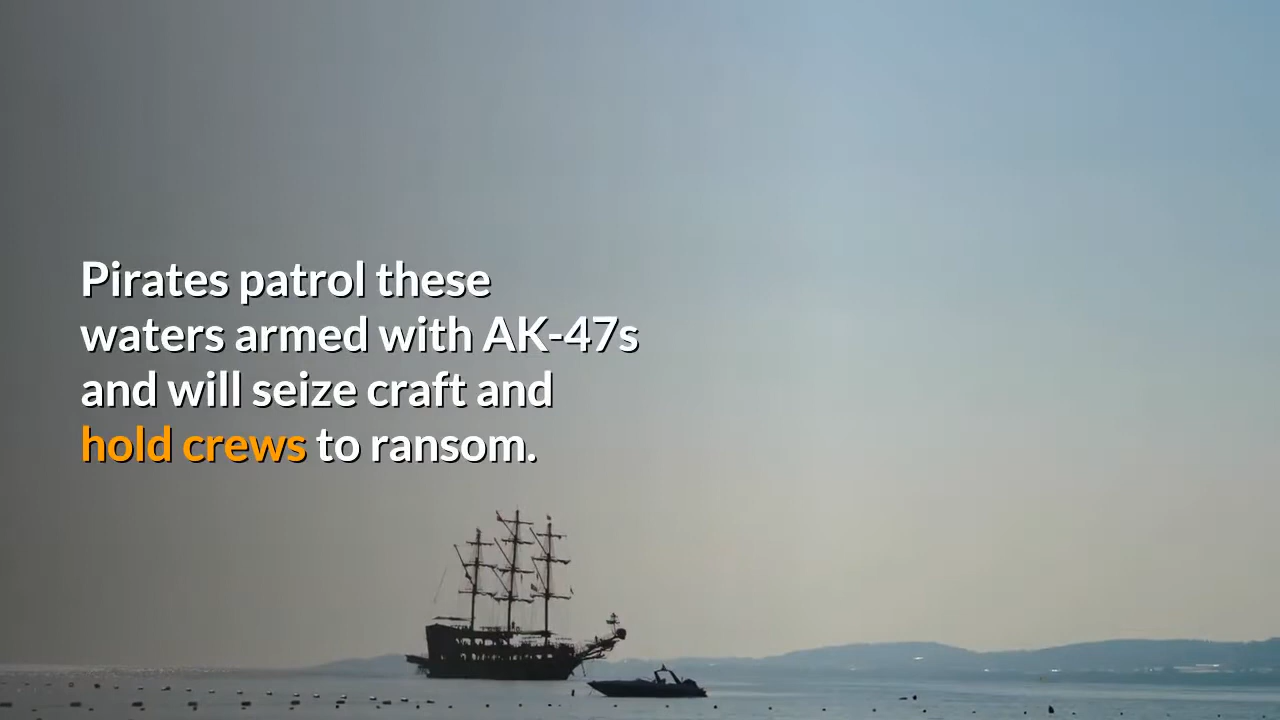 Pirates patrol these
waters armed with AK-47s
and will seize craft and
hold crews to ransom.